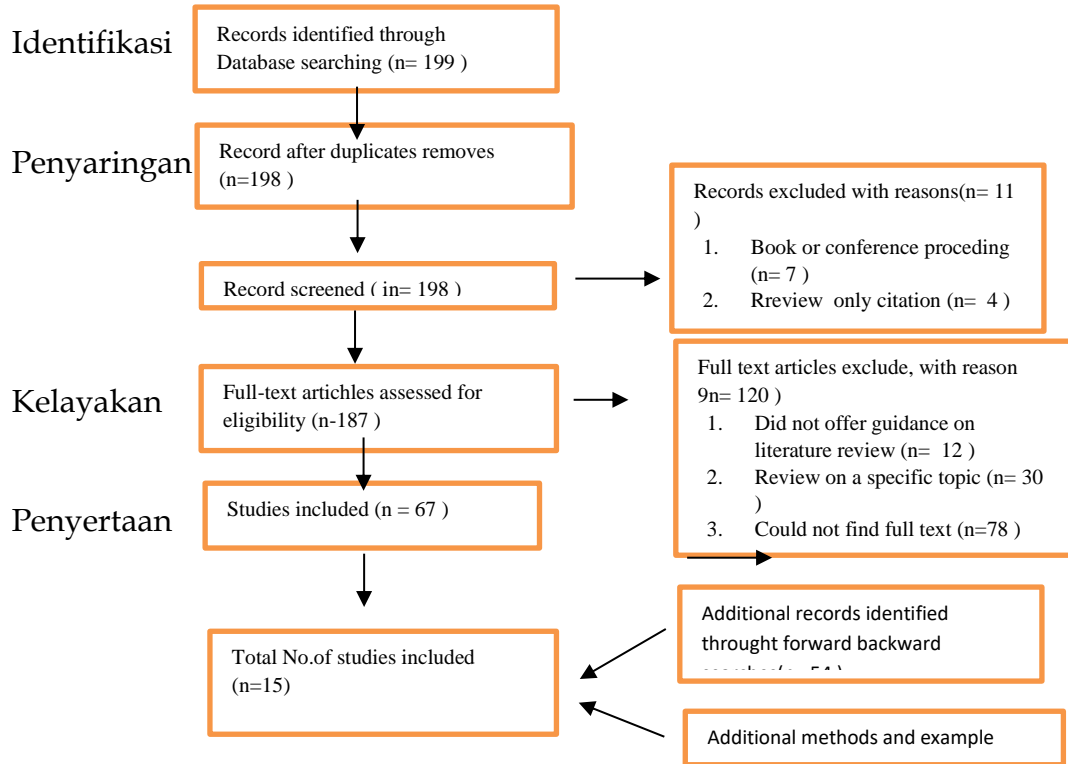 Identifikasi
Records identified through
Database searching (n= 199 )
Penyaringan
Record after duplicates removes
(n=198 )
Records excluded with reasons(n= 11
)
1. Book or conference proceding
(n= 7 )
2. Rreview only citation (n= 4 )
Record screened ( in= 198 )
Kelayakan
Full-text artichles assessed for
eligibility (n-187 )
Full text articles exclude, with reason
9n= 120 )
1. Did not offer guidance on
literature review (n= 12 )
2. Review on a specific topic (n= 30
)
3. Could not find full text (n=78 )
Penyertaan
Studies included (n = 67 )
Total No.of studies included
(n=15)
Additional records identified
throught forward backward
Additional methods and example